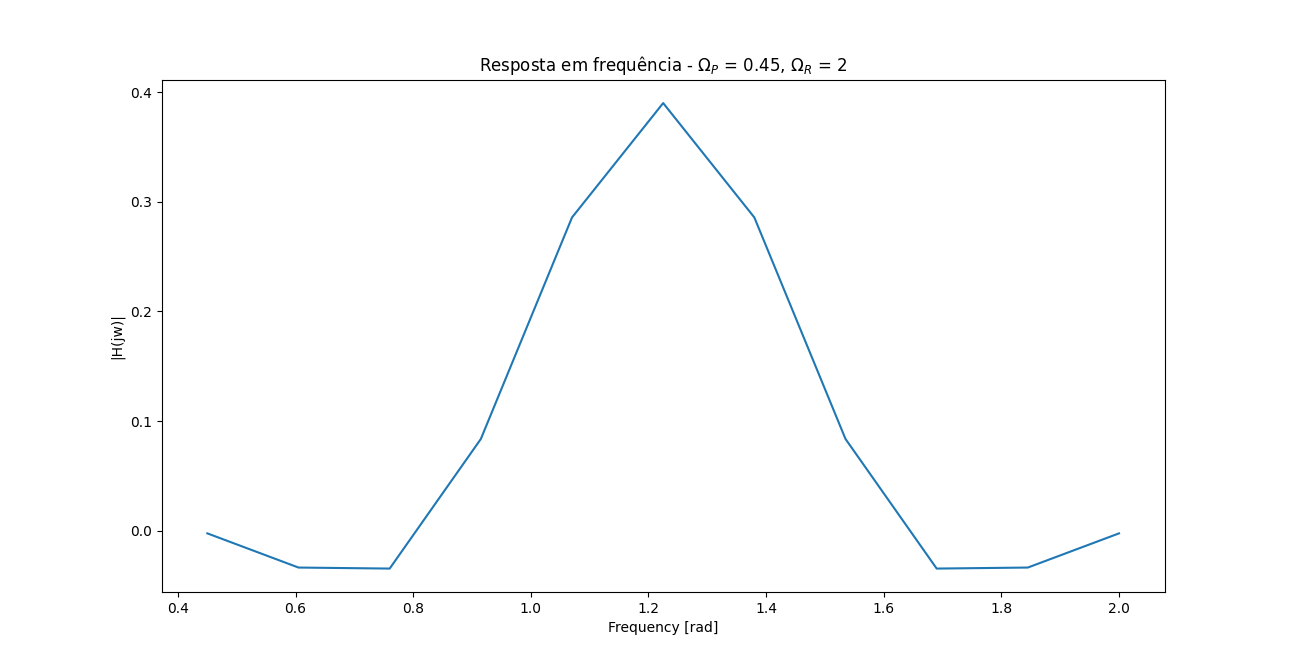 Resposta em frequência - Ω_P = 0.45, Ω_R = 2
|H(jw)|
0.4
0.3
0.2
0.1
0.0
0.4 0.6 0.8 1.0 1.2 1.4 1.6 1.8 2.0
Frequency [rad]